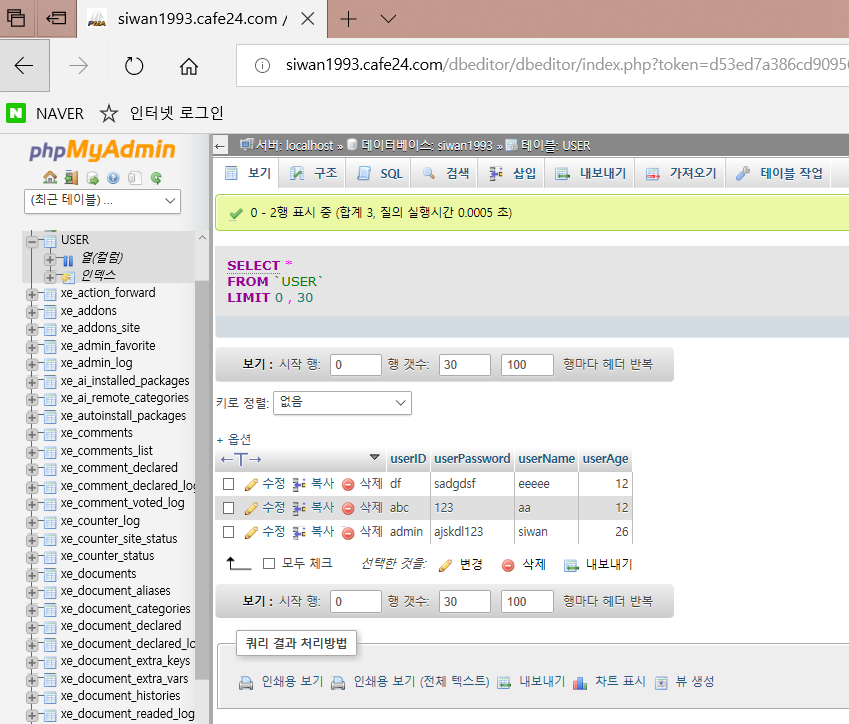 siwan1993.cafe24.com /
siwan1993.cafe24.com/dbeditor/dbeditor/index.php?token=d53ed7a386cd9095
NAVER 인터넷 로그인
phpMyAdmin
(최근 테이블) ...
USER
열(컬럼)
인덱스
xe_action_forward
xe_addons
xe_addons_site
xe_admin_favorite
xe_admin_log
xe_ai_installed_packages
xe_ai_remote_categories
xe_autoinstall_packages
xe_comments
xe_comments_list
xe_comment_declared
xe_comment_declared_log
xe_comment_voted_log
xe_counter_log
xe_counter_site_status
xe_counter_status
xe_documents
xe_document_aliases
xe_document_categories
xe_document_declared
xe_document_declared_lo
xe_document_extra_keys
xe_document_extra_vars
xe_document_histories
xe_document_readed_log
서버: localhost » 데이터베이스: siwan1993 » 테이블: USER
보기 구조 SQL 검색 삽입 내보내기 가져오기 테이블 작업
0 - 2행 표시 중 (합계 3, 질의 실행시간 0.0005 초)
SELECT *
FROM `USER`
LIMIT 0 , 30
보기 : 시작 행: 0 행 갯수: 30 100 행마다 헤더 반복
키로 정렬: 없음
+ 옵션
←T→ userID userPassword userName userAge
수정 복사 삭제 df sadgdsf eeeee 12
수정 복사 삭제 abc 123 aa 12
수정 복사 삭제 admin ajskdl123 siwan 26
모두 체크 선택한 것을: 변경 삭제 내보내기
보기 : 시작 행: 0 행 갯수: 30 100 행마다 헤더 반복
쿼리 결과 처리방법
인쇄용 보기 인쇄용 보기 (전체 텍스트) 내보내기 차트 표시 뷰 생성